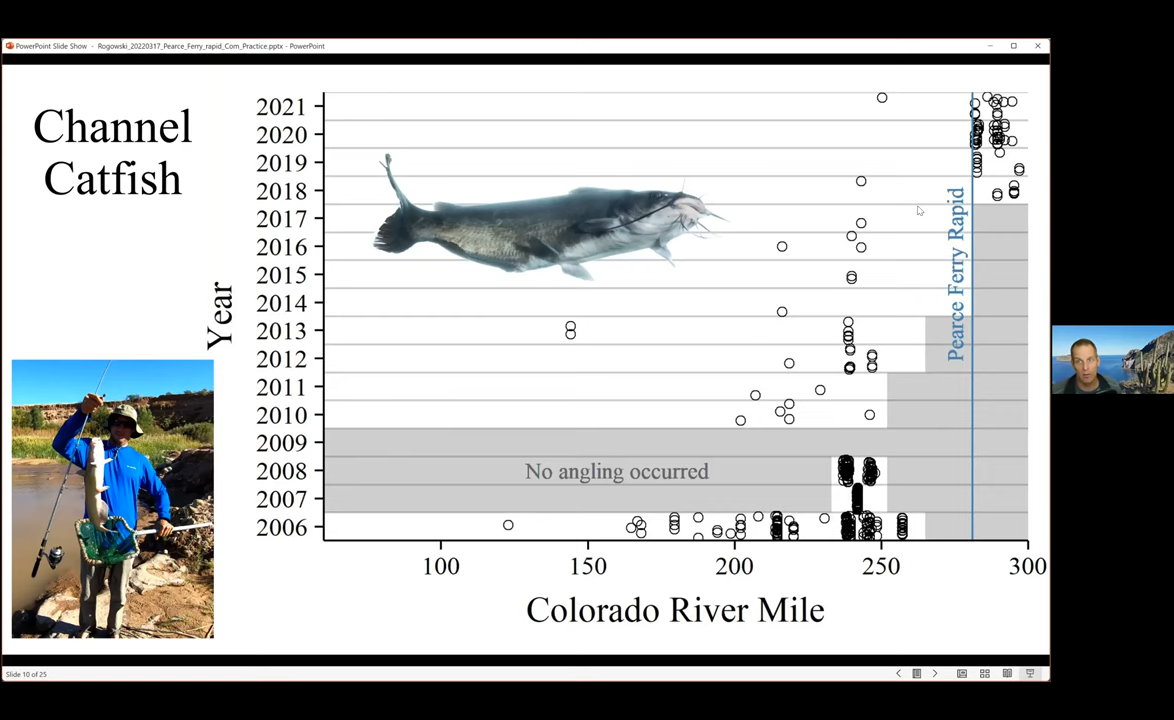 PowerPoint Slide Show - Rogowski_20220317_Pearce_Ferry_rapid_Com_Practice.pptx - PowerPoint
Channel
Catfish
Year
2021
2020
2019
2018
2017
2016
2015
2014
2013
2012
2011
2010
2009
2008
2007
2006
Pearce Ferry Rapid
No angling occurred
100
150
200
250
300
Colorado River Mile
Slide 10 of 25